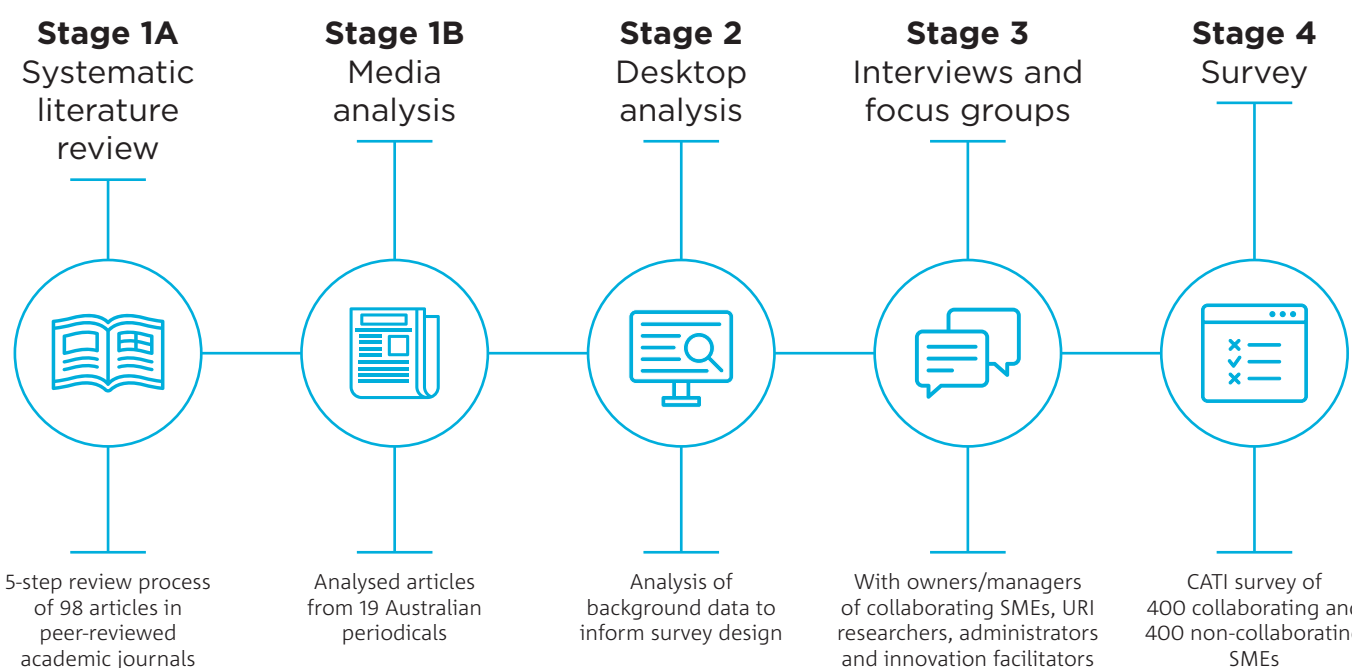 Stage 1A
Systematic
literature
review
Stage 1B
Media
analysis
Stage 2
Desktop
analysis
Stage 3
Interviews and
focus groups
Stage 4
Survey
5-step review process
of 98 articles in
peer-reviewed
academic journals
Analysed articles
from 19 Australian
periodicals
Analysis of
background data to
inform survey design
With owners/managers
of collaborating SMEs, URI
researchers, administrators
and innovation facilitators
CATI survey of
400 collaborating and
400 non-collaborating
SMEs